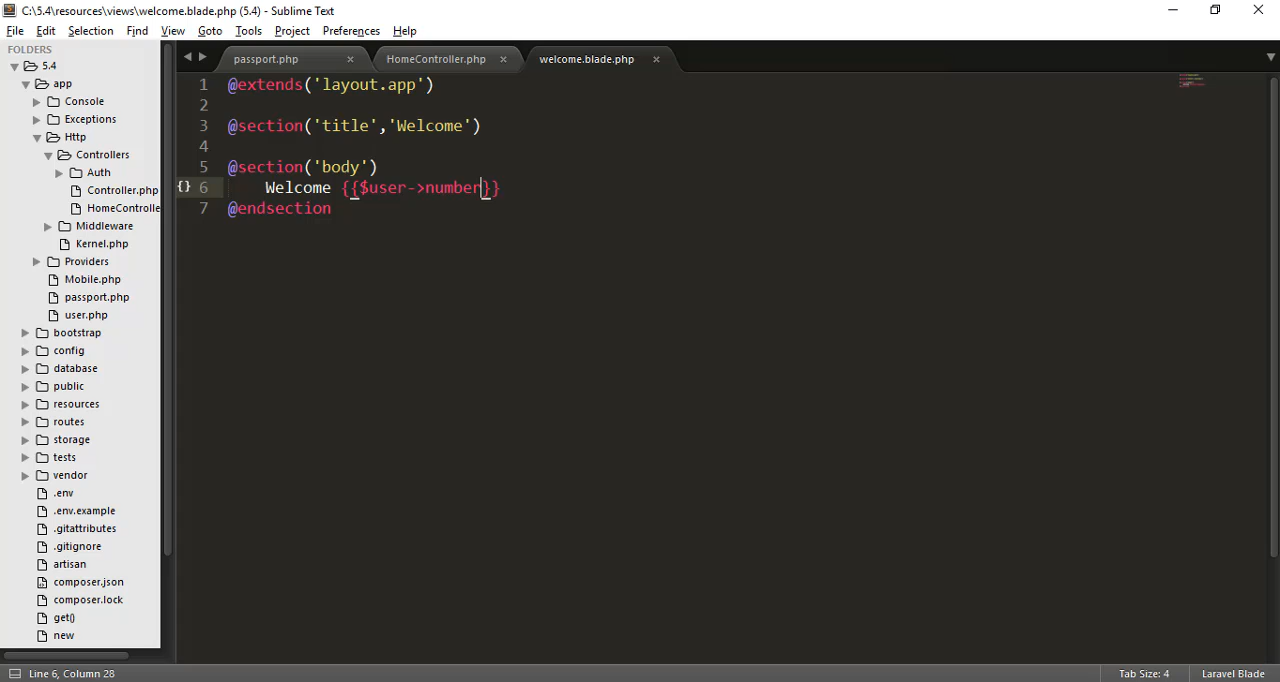 C:\5.4\resources\views\welcome.blade.php (5.4) - Sublime Text
File Edit Selection Find View Goto Tools Project Preferences Help
FOLDERS
5.4
app
Console
Exceptions
Http
Controllers
Auth
Controller.php
HomeControlle
Middleware
Kernel.php
Providers
Mobile.php
passport.php
user.php
bootstrap
config
database
public
resources
routes
storage
tests
vendor
.env
.env.example
.gitattributes
.gitignore
artisan
composer.json
composer.lock
get()
new
passport.php HomeController.php welcome.blade.php
1 @extends('layout.app')
2
3 @section('title','Welcome')
4
5 @section('body')
{} 6 Welcome {{$user->number}}
7 @endsection
Line 6, Column 28 Tab Size: 4 Laravel Blade